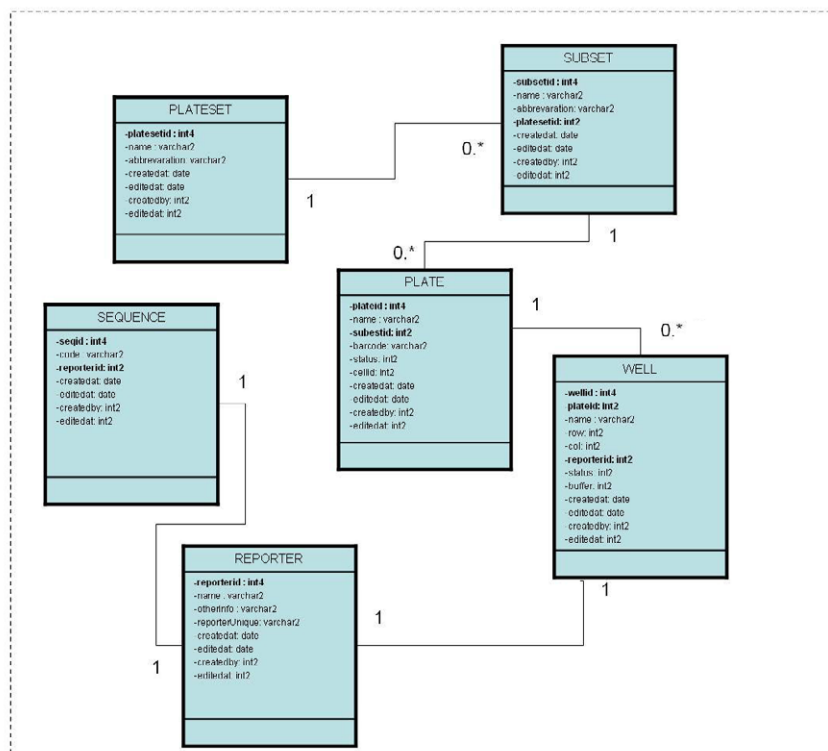 SUBSET
-subsetid : int4
-name : varchar2
-abbrevaration: varchar2
-platesetid: int2
-createdat: date
-editedat: date
-createdby: int2
-editedat: int2
PLATESET
-platesetid : int4
-name : varchar2
-abbrevaration: varchar2
-createdat: date
-editedat: date
-createdby: int2
-editedat: int2
0.*
1
1
0.*
PLATE
-plateid : int4
-name : varchar2
-subestid: int2
-barcode: varchar2
-status: int2
-cellid: int2
-createdat: date
-editedat: date
-createdby: int2
-editedat: int2
1
0.*
SEQUENCE
-seqid : int4
-code : varchar2
-reporterid: int2
-createdat: date
-editedat: date
-createdby: int2
-editedat: int2
1
WELL
-wellid : int4
-plateid: int2
-name : varchar2
-row: int2
-col: int2
-reporterid: int2
-status: int2
-buffer: int2
-createdat: date
-editedat: date
-createdby: int2
-editedat: int2
1
REPORTER
-reporterid : int4
-name : varchar2
-otherinfo : varchar2
-reporterUnique: varchar2
-createdat: date
-editedat: date
-createdby: int2
-editedat: int2
1
1